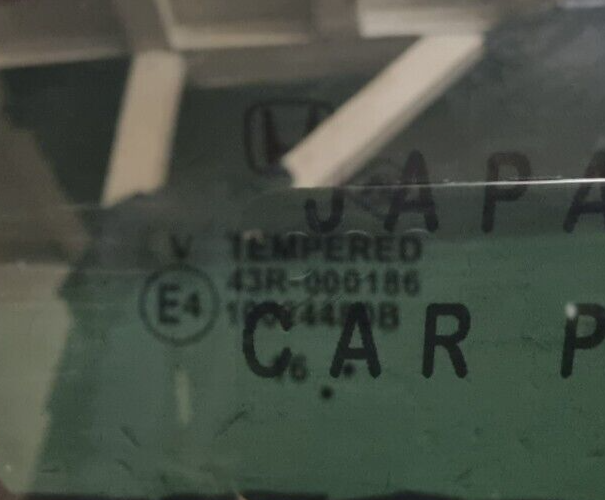 JAPA
V TEMPERED
43R-000186
E4
CAR P